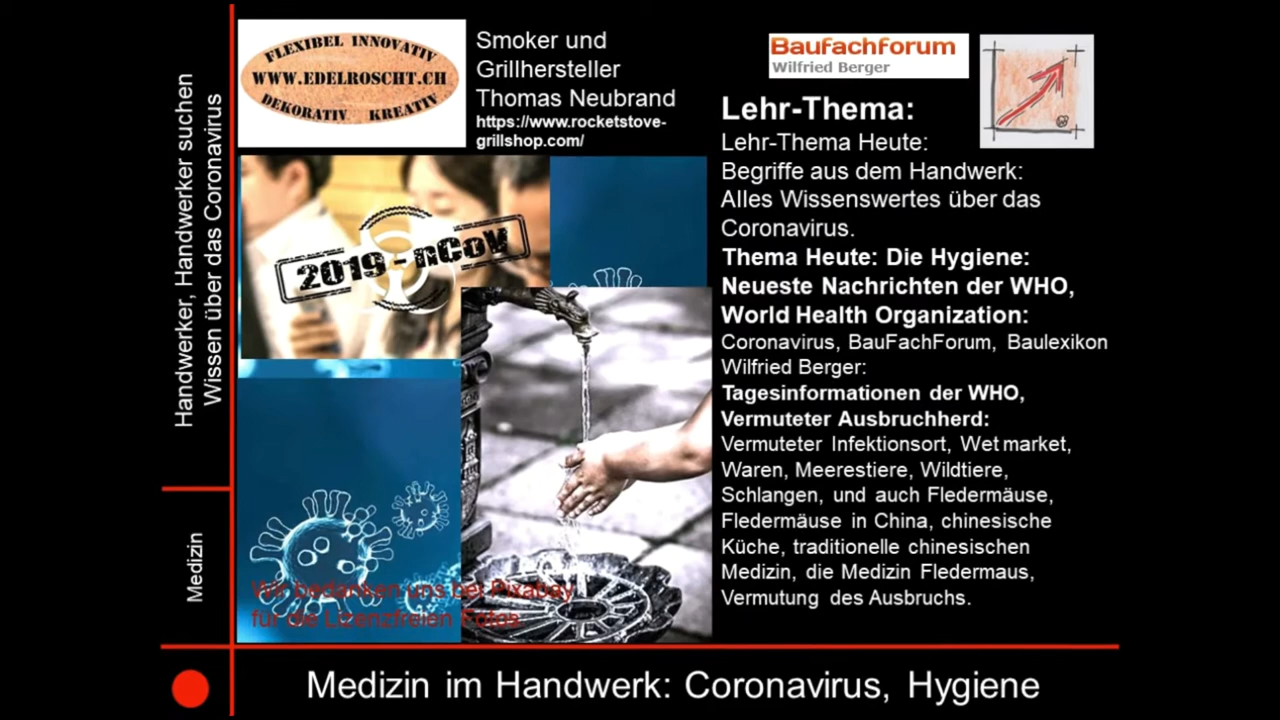 Handwerker, Handwerker suchen
Wissen über das Coronavirus
Medizin
FLEXIBEL INNOVATIV
WWW.EDELROSCHT.CH
DEKORATIV KREATIV
Smoker und
Grillhersteller
Thomas Neubrand
https://www.rocketstove-
grillshop.com/
2019-nCoV
Wir bedanken uns bei Pixabay
für die Lizenzfreien Fotos
Baufachforum
Wilfried Berger
Lehr-Thema:
Lehr-Thema Heute:
Begriffe aus dem Handwerk:
Alles Wissenswertes über das
Coronavirus.
Thema Heute: Die Hygiene:
Neueste Nachrichten der WHO,
World Health Organization:
Coronavirus, BauFachForum, Baulexikon
Wilfried Berger:
Tagesinformationen der WHO,
Vermuteter Ausbruchherd:
Vermuteter Infektionsort, Wet market,
Waren, Meerestiere, Wildtiere,
Schlangen, und auch Fledermäuse,
Fledermäuse in China, chinesische
Küche, traditionelle chinesischen
Medizin, die Medizin Fledermaus,
Vermutung des Ausbruchs.
Medizin im Handwerk: Coronavirus, Hygiene